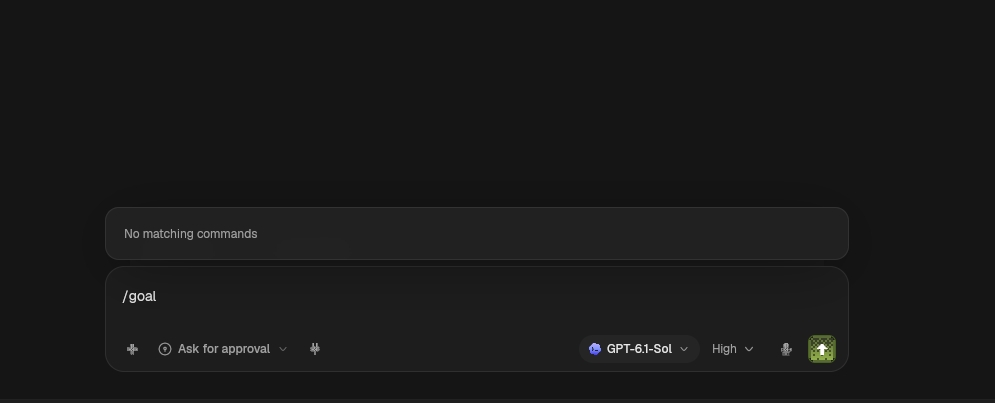 No matching commands
/goal
Ask for approval
GPT-6.1-Sol
High